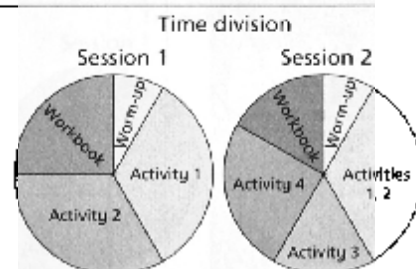 Time division
Session 1
Session 2
Workbook
Warm-up
Activity 1
Activity 2
Workbook
Warm-up
Activities
1, 2
Activity 4
Activity 3